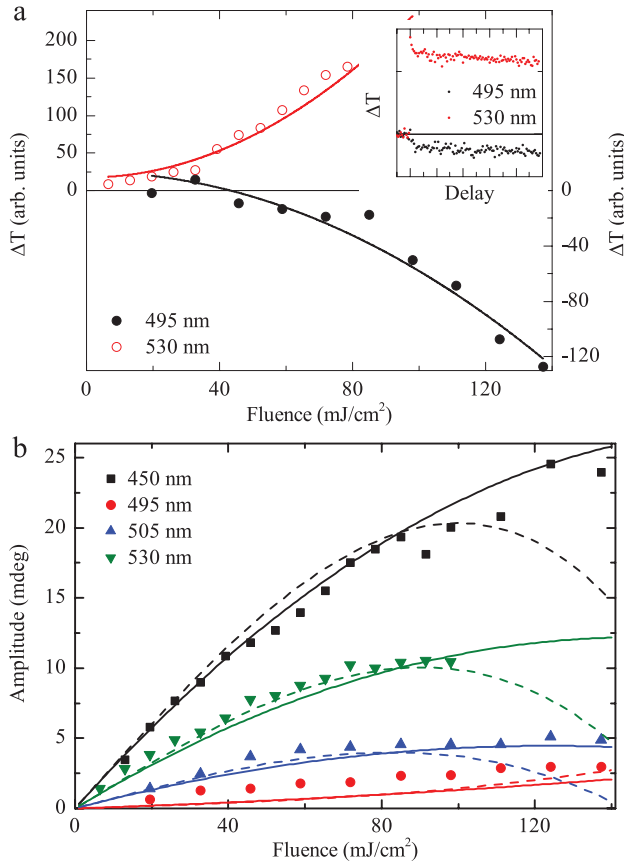 a
200
150
100
50
25
0
ΔT (arb. units)
495 nm
530 nm
ΔT
Delay
495 nm
530 nm
0
-40
-80
-120
ΔT (arb. units)
0
40
80
120
Fluence (mJ/cm²)
b
25
20
15
10
5
0
Amplitude (mdeg)
450 nm
495 nm
505 nm
530 nm
0
40
80
120
Fluence (mJ/cm²)